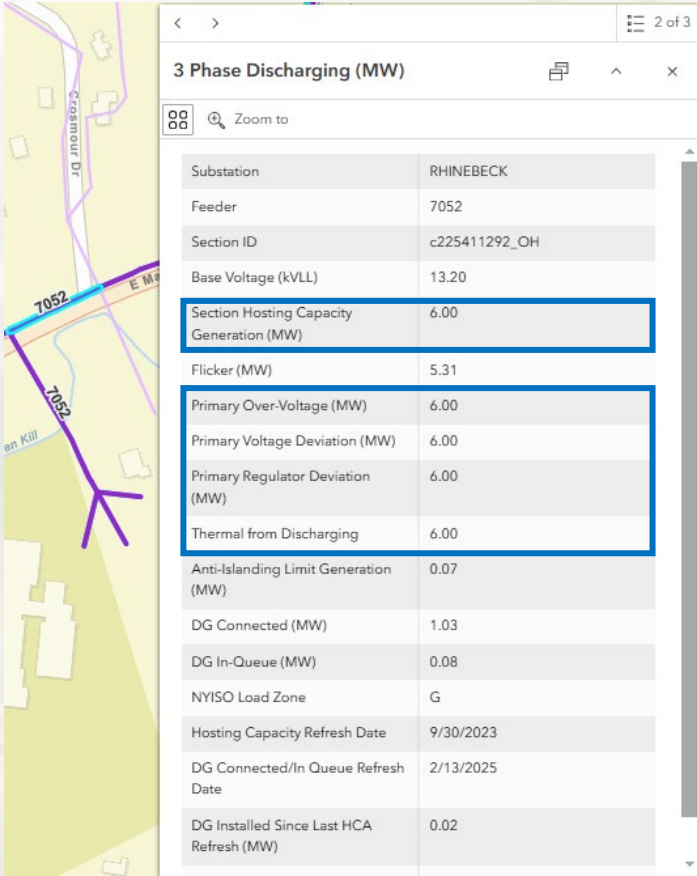 2 of 3
3 Phase Discharging (MW)
Zoom to
Substation RHINEBECK
Feeder 7052
Section ID c225411292_OH
Base Voltage (kVLL) 13.20
Section Hosting Capacity 6.00
Generation (MW)
Flicker (MW) 5.31
Primary Over-Voltage (MW) 6.00
Primary Voltage Deviation (MW) 6.00
Primary Regulator Deviation 6.00
(MW)
Thermal from Discharging 6.00
Anti-Islanding Limit Generation 0.07
(MW)
DG Connected (MW) 1.03
DG In-Queue (MW) 0.08
NYISO Load Zone G
Hosting Capacity Refresh Date 9/30/2023
DG Connected/In Queue Refresh 2/13/2025
Date
DG Installed Since Last HCA 0.02
Refresh (MW)
Crosmour Dr
7052
E Ma
7052
an Kill